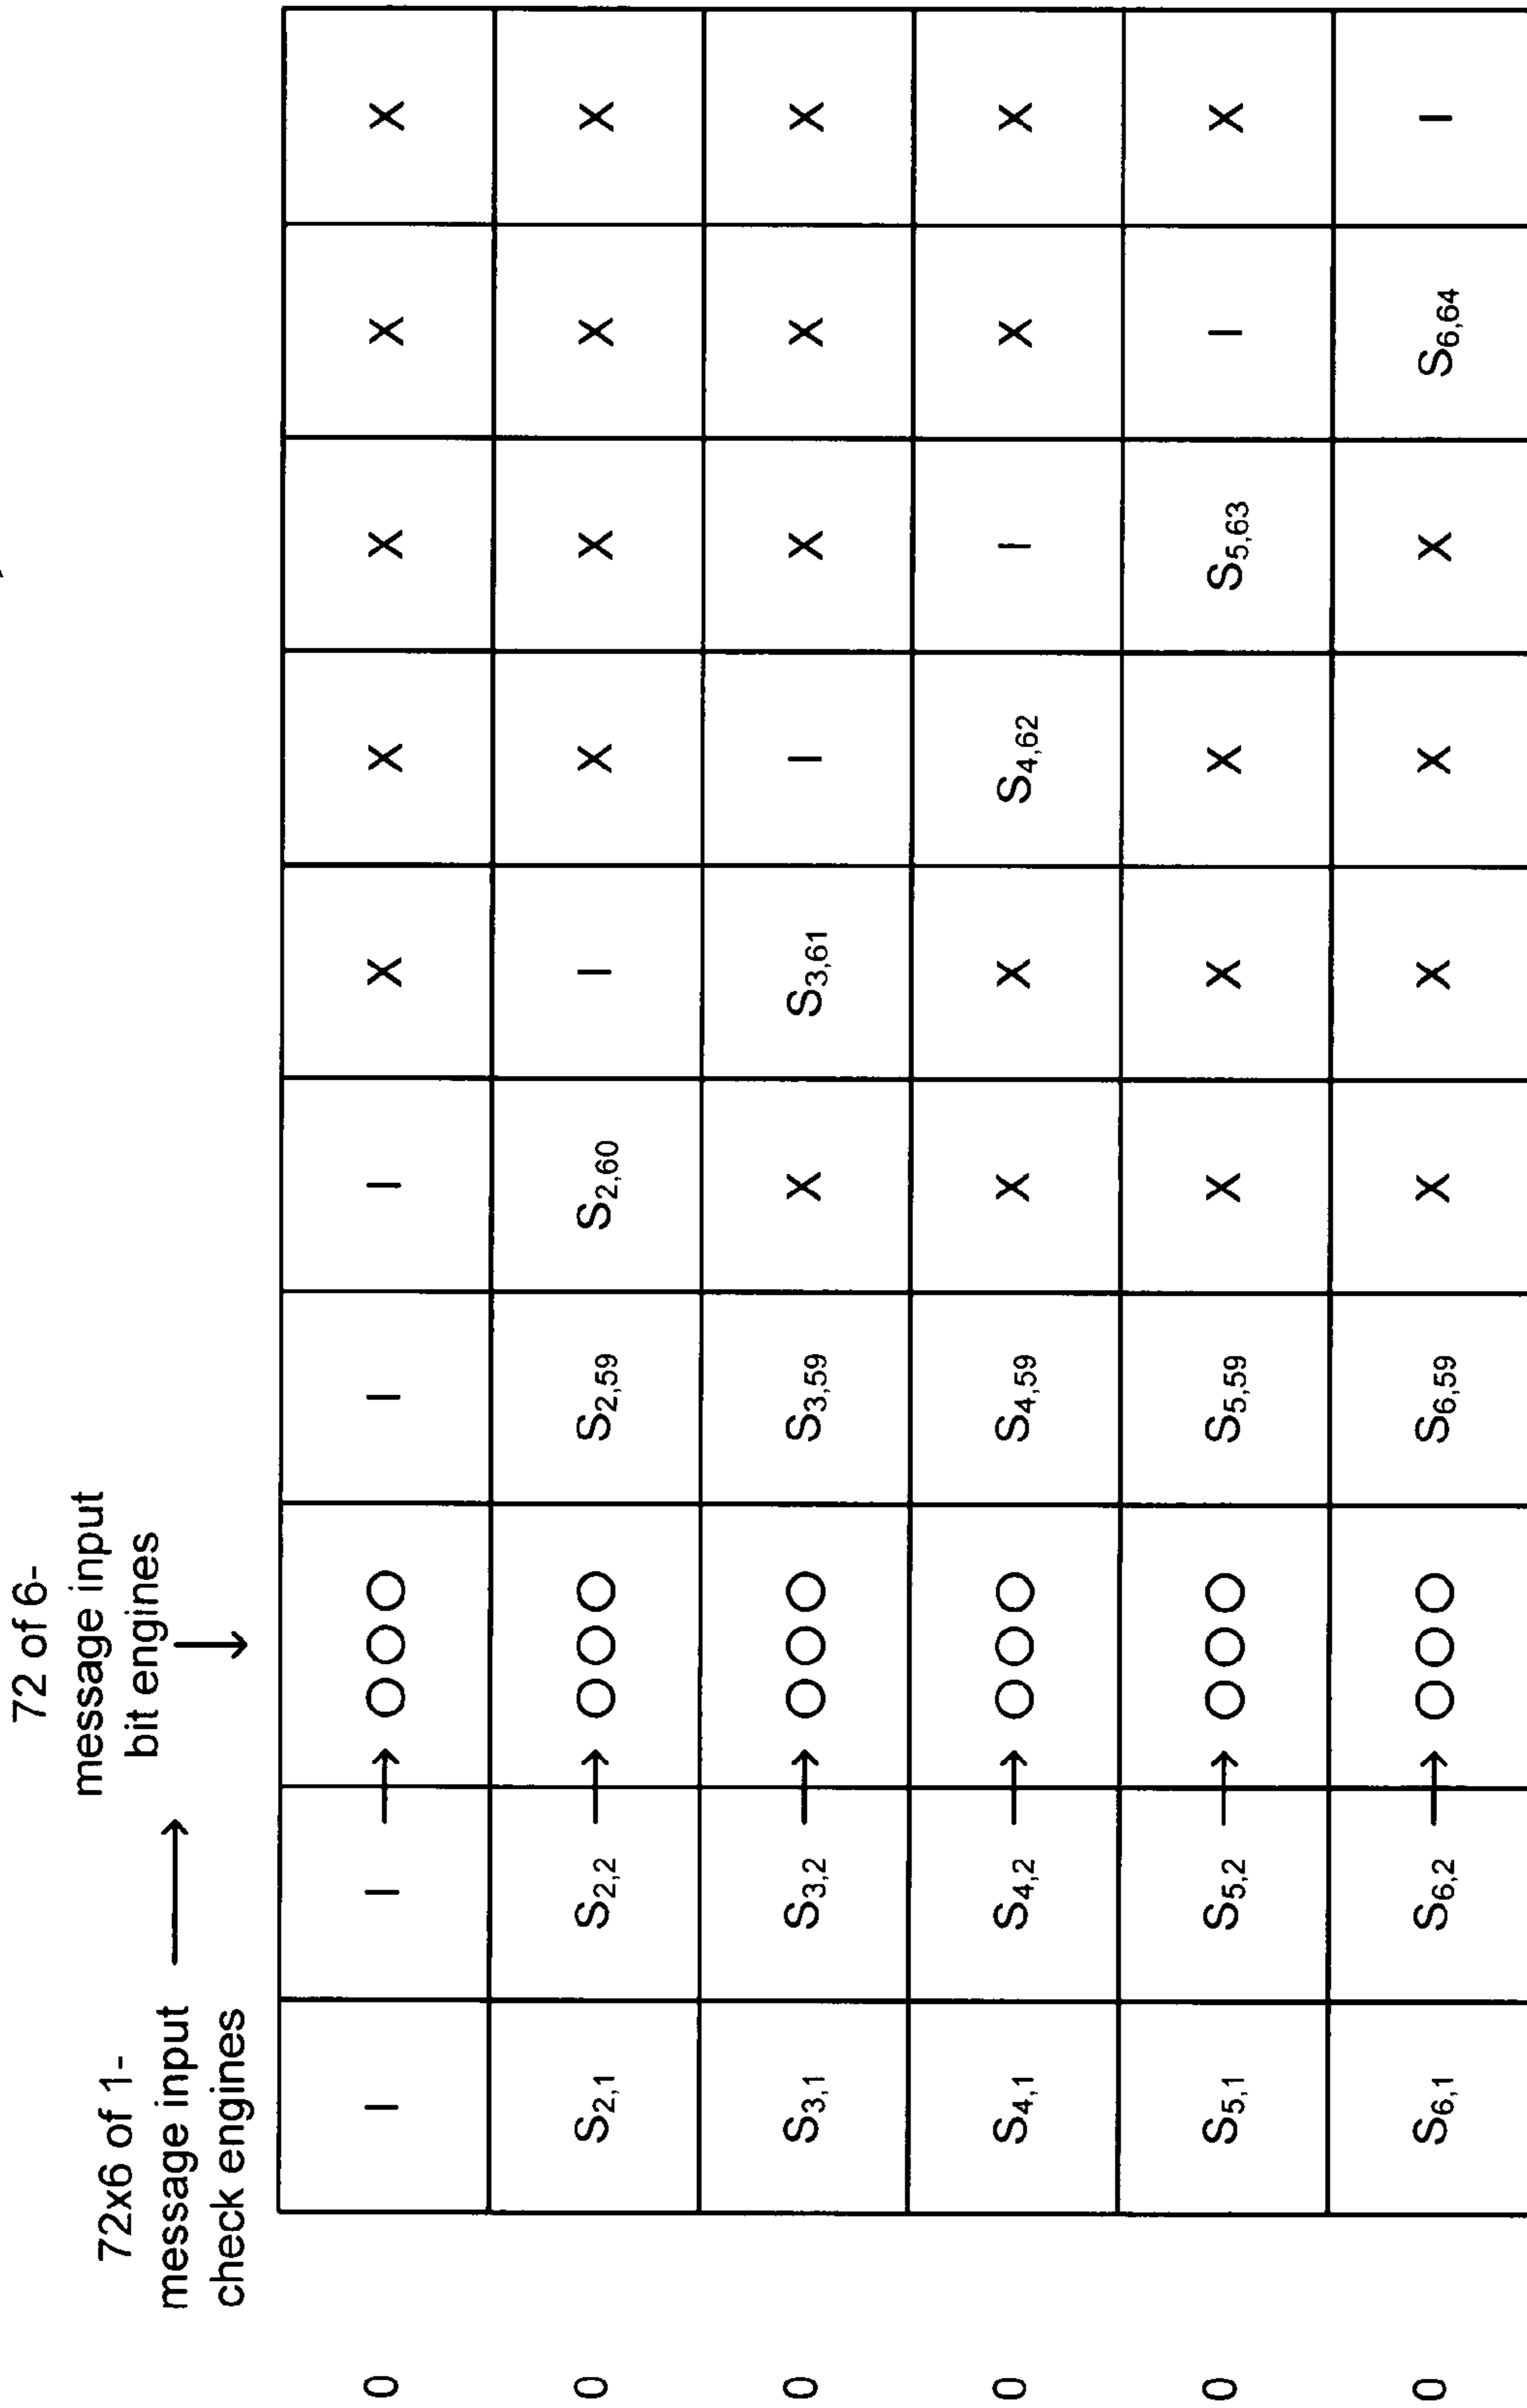 72 of 6-
message input
bit engines
72x6 of 1-
message input
check engines
0 I I OOO I I X X X X X
0 S2,1 S2,2 OOO S2,59 S2,60 I X X X X
0 S3,1 S3,2 OOO S3,59 X S3,61 I X X X
0 S4,1 S4,2 OOO S4,59 X X S4,62 I X X
0 S5,1 S5,2 OOO S5,59 X X X S5,63 I X
0 S6,1 S6,2 OOO S6,59 X X X X S6,64 I